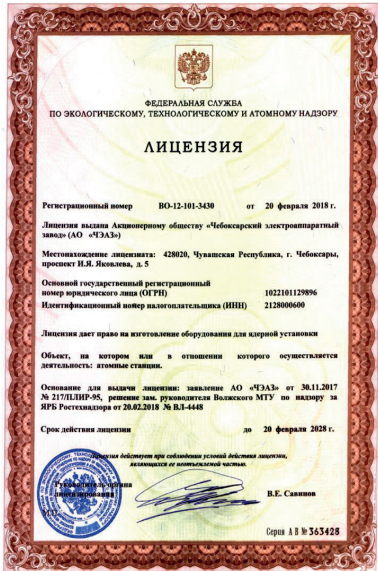 ФЕДЕРАЛЬНАЯ СЛУЖБА
ПО ЭКОЛОГИЧЕСКОМУ, ТЕХНОЛОГИЧЕСКОМУ И АТОМНОМУ НАДЗОРУ
ЛИЦЕНЗИЯ
Регистрационный номер ВО-12-101-3430 от 20 февраля 2018 г.
Лицензия выдана Акционерному обществу «Чебоксарский электроаппаратный
завод» (АО «ЧЭАЗ»)
Местонахождение лицензиата: 428020, Чувашская Республика, г. Чебоксары,
проспект И.Я. Яковлева, д. 5
Основной государственный регистрационный
номер юридического лица (ОГРН) 1022101129896
Идентификационный номер налогоплательщика (ИНН) 2128000600
Лицензия дает право на изготовление оборудования для ядерной установки
Объект, на котором или в отношении которого осуществляется
деятельность: атомные станции.
Основание для выдачи лицензии: заявление АО «ЧЭАЗ» от 30.11.2017
№ 217/ПЛИР-95, решение зам. руководителя Волжского МТУ по надзору за
ЯРБ Ростехнадзора от 20.02.2018 № ВЛ-4448
Срок действия лицензии до 20 февраля 2028 г.
Лицензия действует при соблюдении условий действия лицензии,
являющихся ее неотъемлемой частью.
Руководитель органа
лицензирования В.Е. Савинов
М.П.
Серия А В № 363428